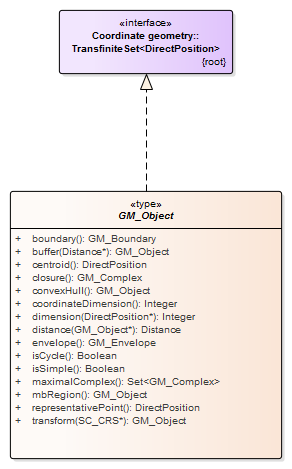 «interface»
Coordinate geometry::
TransfiniteSet<DirectPosition>
{root}
«type»
GM_Object
+ boundary(): GM_Boundary
+ buffer(Distance*): GM_Object
+ centroid(): DirectPosition
+ closure(): GM_Complex
+ convexHull(): GM_Object
+ coordinateDimension(): Integer
+ dimension(DirectPosition*): Integer
+ distance(GM_Object*): Distance
+ envelope(): GM_Envelope
+ isCycle(): Boolean
+ isSimple(): Boolean
+ maximalComplex(): Set<GM_Complex>
+ mbRegion(): GM_Object
+ representativePoint(): DirectPosition
+ transform(SC_CRS*): GM_Object